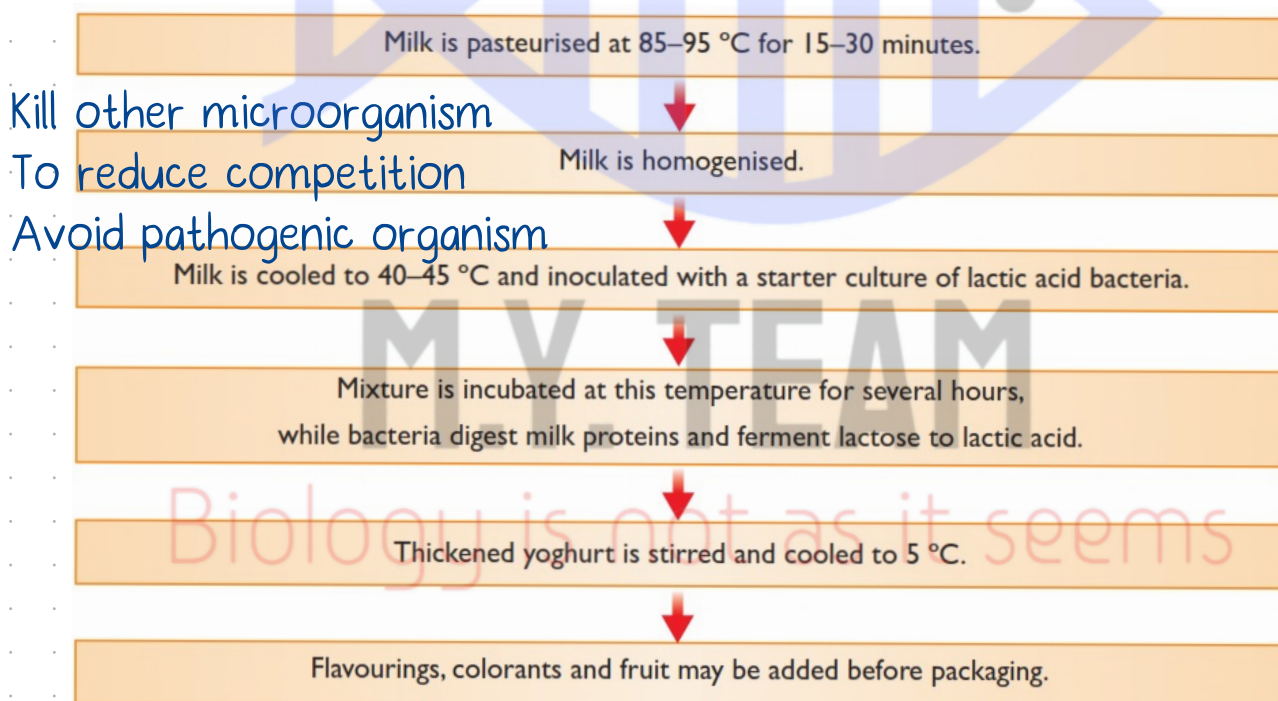 Milk is pasteurised at 85–95 ºC for 15–30 minutes.
Kill other microorganism
To reduce competition
Avoid pathogenic organism
Milk is homogenised.
Milk is cooled to 40–45 ºC and inoculated with a starter culture of lactic acid bacteria.
M.Y. TEAM
Mixture is incubated at this temperature for several hours,
while bacteria digest milk proteins and ferment lactose to lactic acid.
Biology is not as it seems
Thickened yoghurt is stirred and cooled to 5 ºC.
Flavourings, colorants and fruit may be added before packaging.